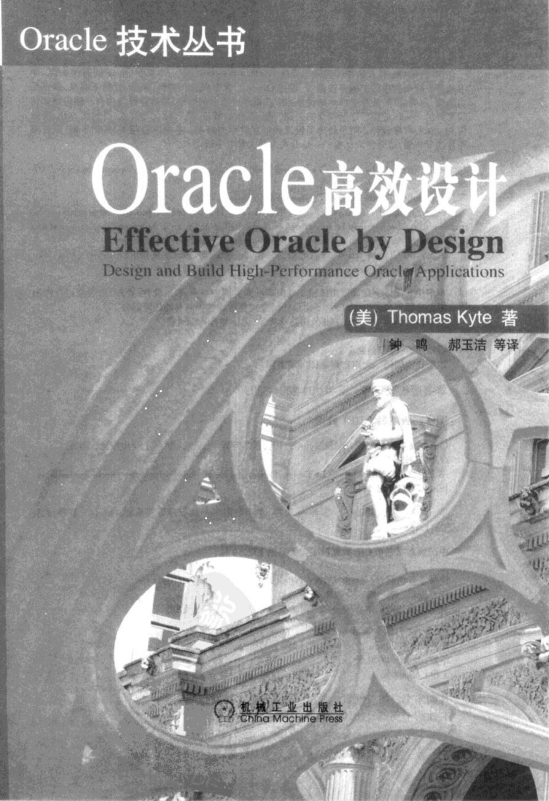 Oracle 技术丛书
Oracle高效设计
Effective Oracle by Design
Design and Build High-Performance Oracle Applications
(美) Thomas Kyte 著
钟 鸣 郝玉洁 等译
机械工业出版社
China Machine Press